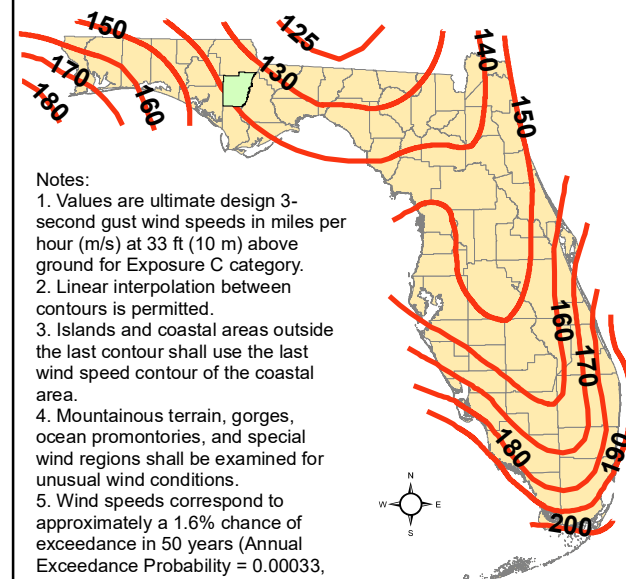 150
125
140
170
130
180
160
150
Notes:
1. Values are ultimate design 3-
second gust wind speeds in miles per
hour (m/s) at 33 ft (10 m) above
ground for Exposure C category.
2. Linear interpolation between
contours is permitted.
3. Islands and coastal areas outside
the last contour shall use the last
wind speed contour of the coastal
area.
4. Mountainous terrain, gorges,
ocean promontories, and special
wind regions shall be examined for
unusual wind conditions.
5. Wind speeds correspond to
approximately a 1.6% chance of
exceedance in 50 years (Annual
Exceedance Probability = 0.00033,
160
170
180
190
200
N
W E
S